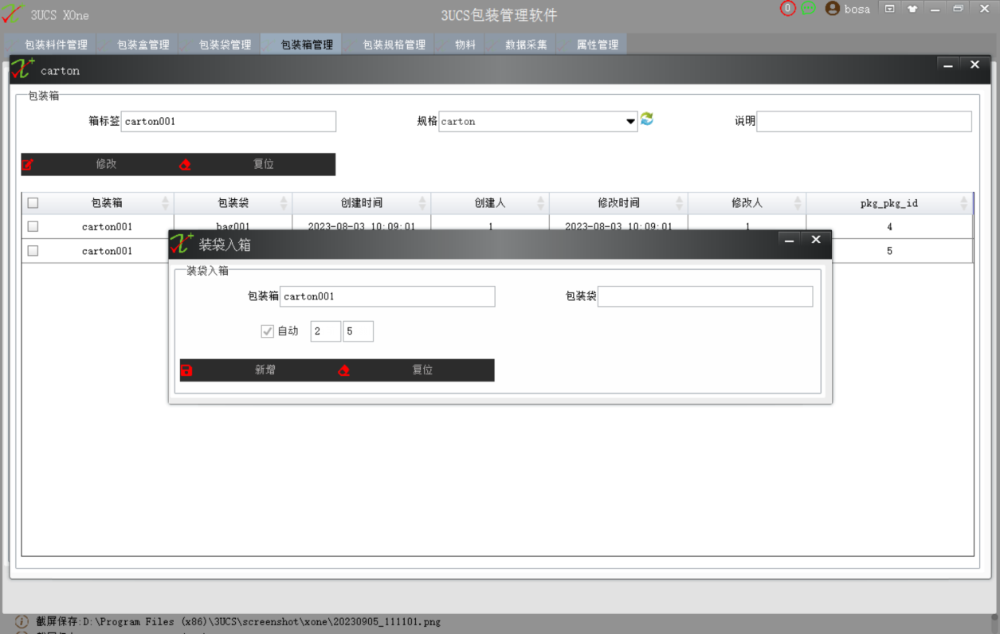 3UCS XOne
3UCS包装管理软件
0
bosa
包装料件管理
包装盒管理
包装袋管理
包装箱管理
包装规格管理
物料
数据采集
属性管理
carton
包装箱
箱标签 carton001
规格 carton
说明
修改
复位
包装箱
包装袋
创建时间
创建人
修改时间
修改人
pkg_pkg_id
carton001
bag001
2023-08-03 10:09:01
1
2023-08-03 10:09:01
1
4
carton001
5
装袋入箱
装袋入箱
包装箱 carton001
包装袋
自动 2 5
新增
复位
截屏保存:D:\Program Files (x86)\3UCS\screenshot\xone\20230905_111101.png